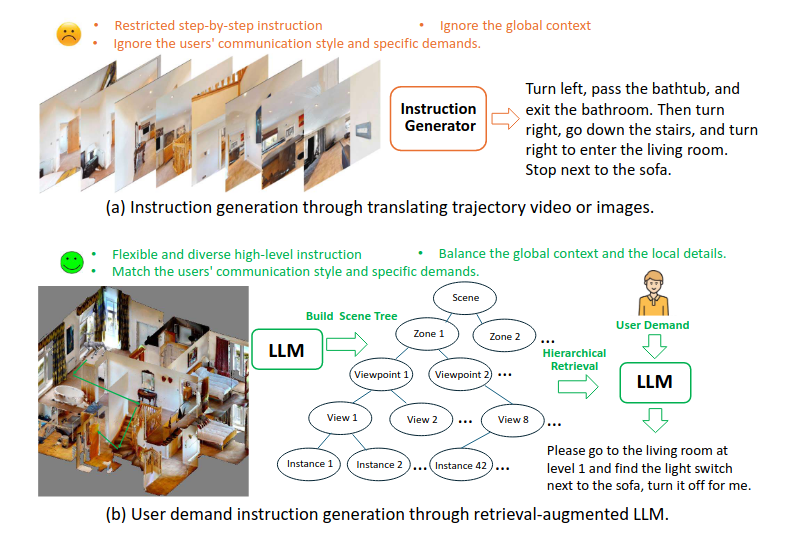 • Restricted step-by-step instruction • Ignore the global context
• Ignore the users' communication style and specific demands.
Instruction
Generator
Turn left, pass the bathtub, and
exit the bathroom. Then turn
right, go down the stairs, and turn
right to enter the living room.
Stop next to the sofa.
(a) Instruction generation through translating trajectory video or images.
• Flexible and diverse high-level instruction • Balance the global context and the local details.
• Match the users' communication style and specific demands.
Build Scene Tree
LLM
Scene
Zone 1 Zone 2 ...
Viewpoint 1 Viewpoint 2 ...
View 1 View 2 ... View 8 ...
Instance 1 Instance 2 ... Instance 42 ...
Hierarchical
Retrieval
User Demand
LLM
Please go to the living room at
level 1 and find the light switch
next to the sofa, turn it off for me.
(b) User demand instruction generation through retrieval-augmented LLM.